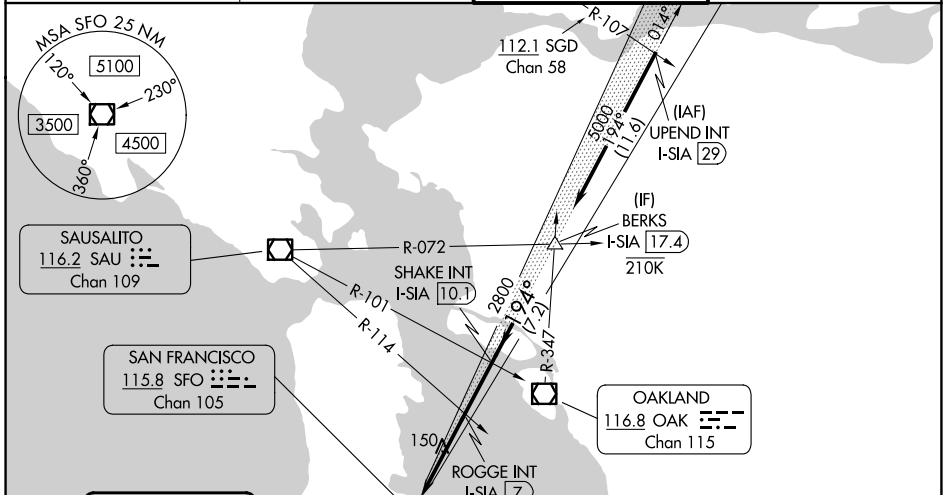 MSA SFO 25 NM
120°
5100
230°
3500
4500
360°
R-107
014°
112.1 SGD
Chan 58
5000
194°
(11.6)
(IAF)
UPEND INT
I-SIA 29
(IF)
BERKS
I-SIA 17.4
210K
SAUSALITO
116.2 SAU
Chan 109
R-072
SHAKE INT
I-SIA 10.1
2800
194°
(7.2)
R-101
R-114
R-347
SAN FRANCISCO
115.8 SFO
Chan 105
OAKLAND
116.8 OAK
Chan 115
150
ROGGE INT
I-SIA 7